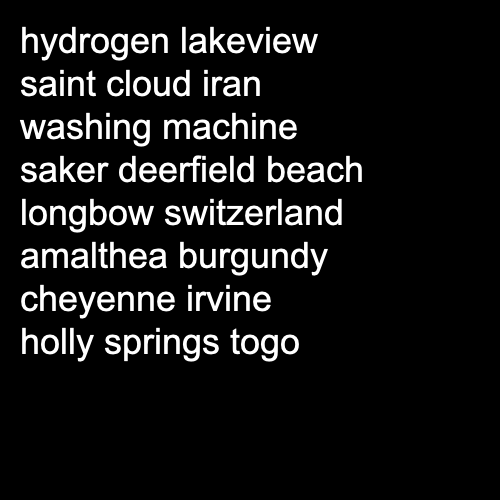 hydrogen lakeview
saint cloud iran
washing machine
saker deerfield beach
longbow switzerland
amalthea burgundy
cheyenne irvine
holly springs togo